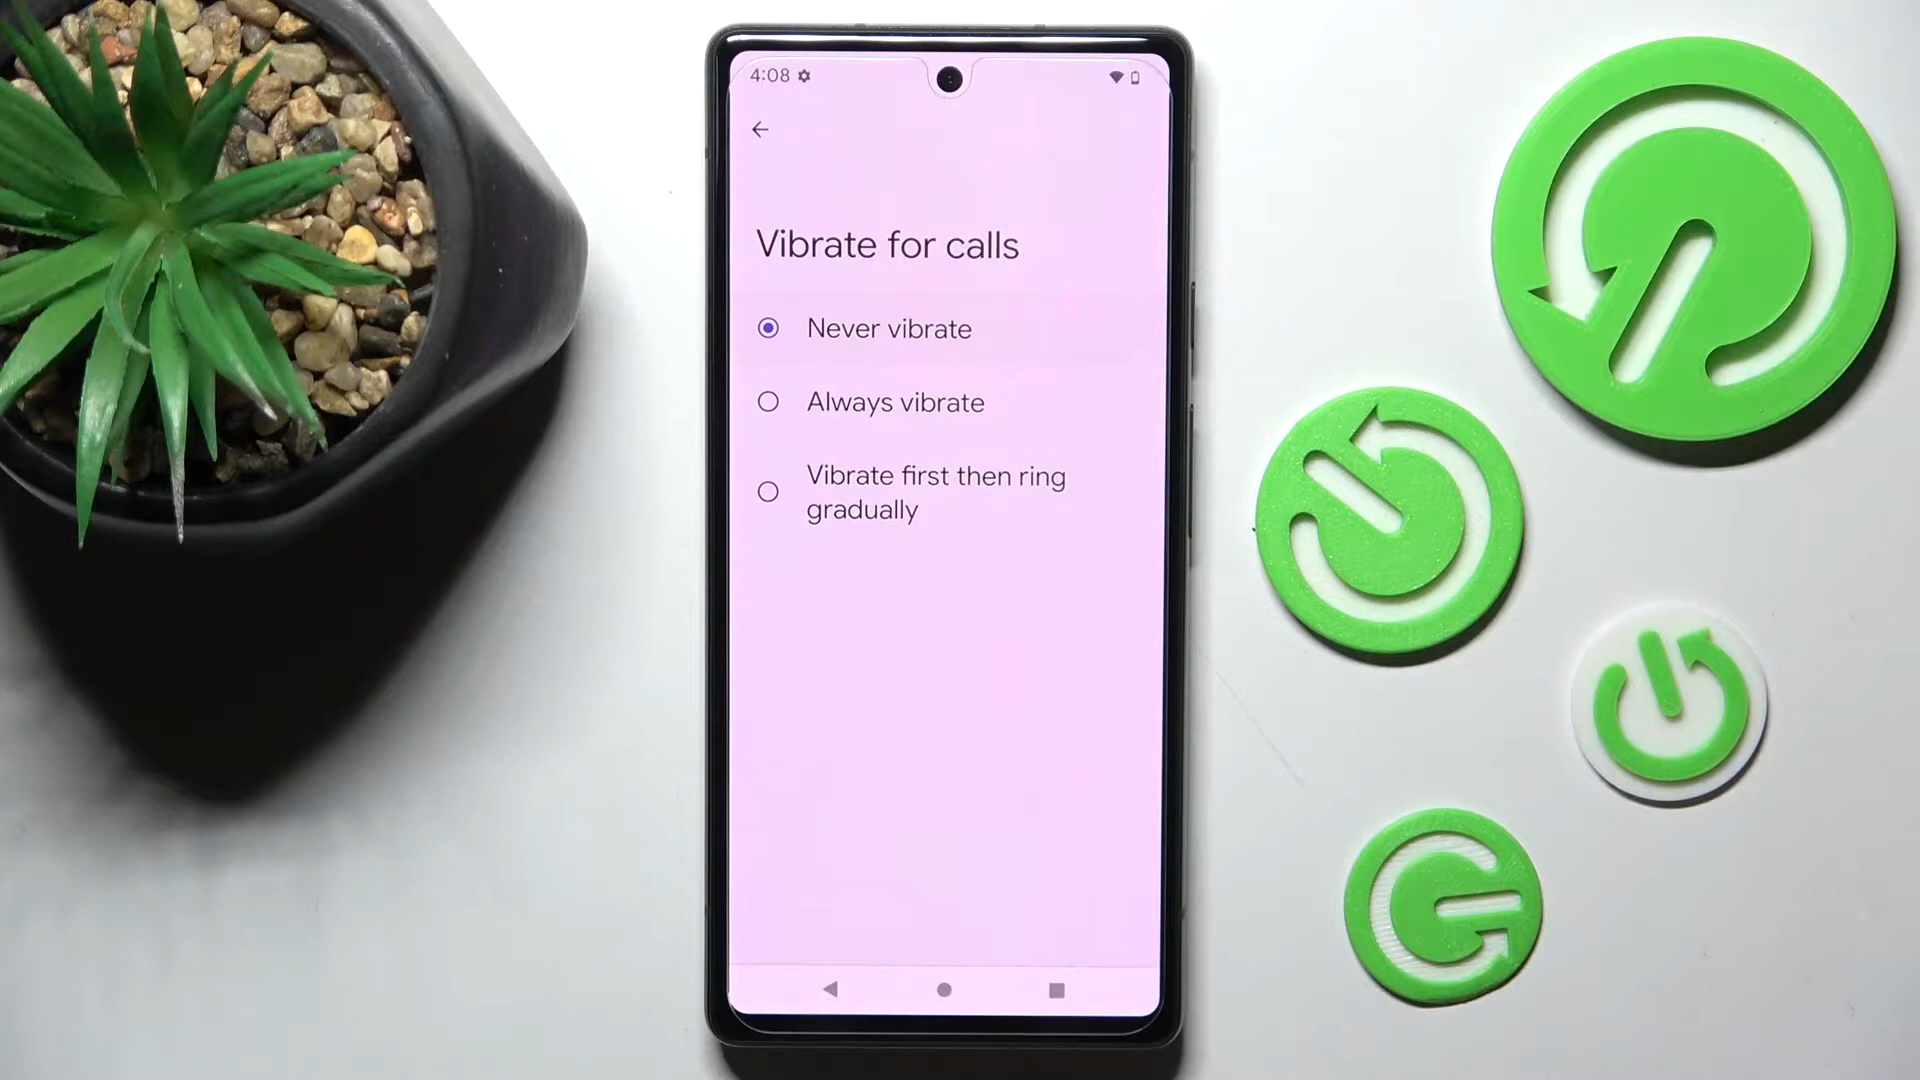 4:08
Vibrate for calls
Never vibrate
Always vibrate
Vibrate first then ring
gradually